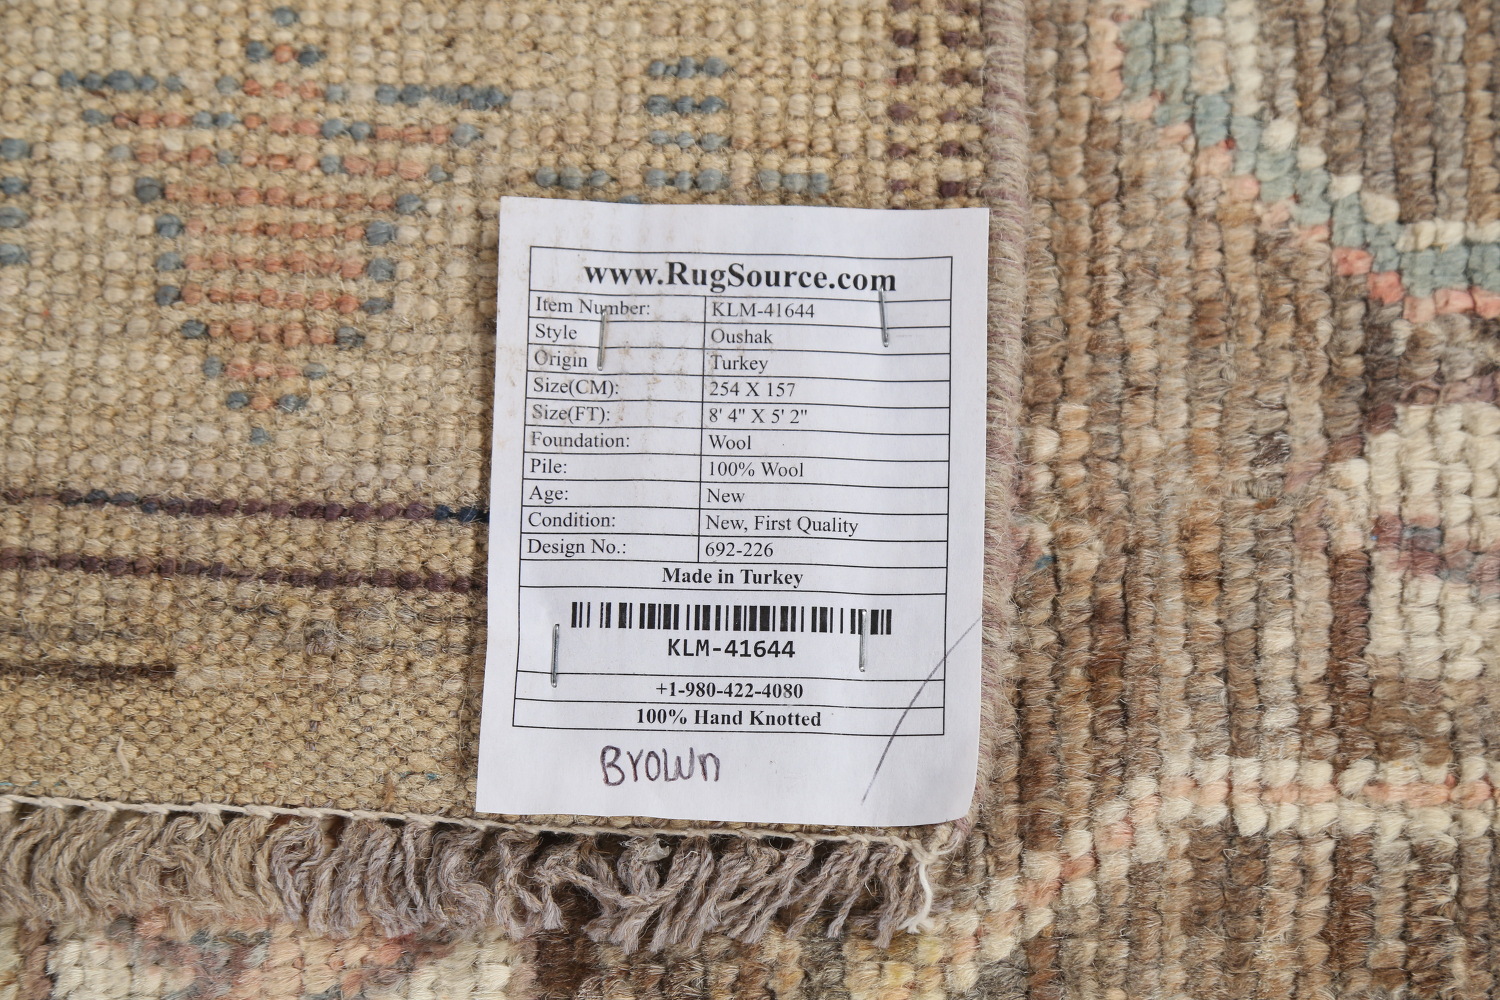 www.RugSource.com
Item Number: KLM-41644
Style Oushak
Origin Turkey
Size(CM): 254 X 157
Size(FT): 8' 4" X 5' 2"
Foundation: Wool
Pile: 100% Wool
Age: New
Condition: New, First Quality
Design No.: 692-226
Made in Turkey
KLM-41644
+1-980-422-4080
100% Hand Knotted
Brown